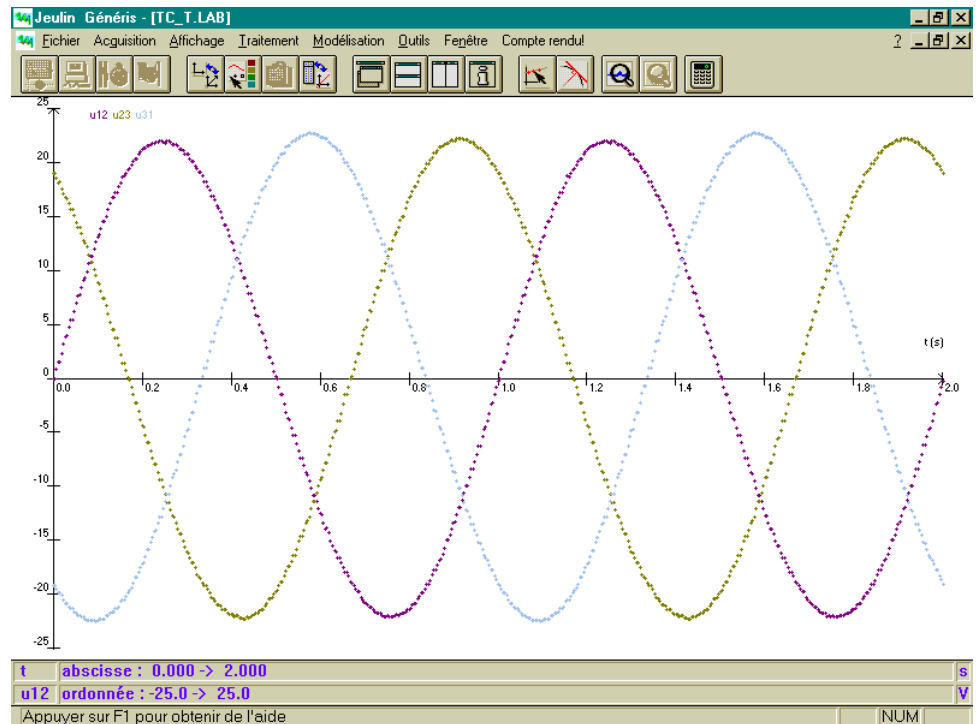 Jeulin Généris - [TC_T.LAB]
Fichier Acquisition Affichage Traitement Modélisation Outils Fenêtre Compte rendu! ?
25
u12 u23 u31
20
15
10
5
t (s)
0
0.0 0.2 0.4 0.6 0.8 1.0 1.2 1.4 1.6 1.8 2.0
-5
-10
-15
-20
-25
t abscisse : 0.000 -> 2.000 s
u12 ordonnée : -25.0 -> 25.0 V
Appuyer sur F1 pour obtenir de l'aide NUM